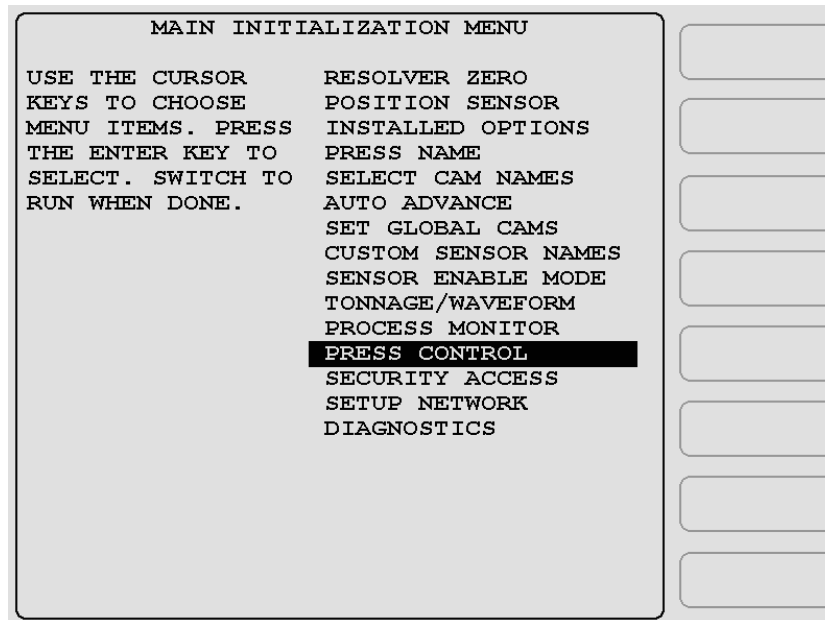 MAIN INITIALIZATION MENU
USE THE CURSOR
KEYS TO CHOOSE
MENU ITEMS. PRESS
THE ENTER KEY TO
SELECT. SWITCH TO
RUN WHEN DONE.
RESOLVER ZERO
POSITION SENSOR
INSTALLED OPTIONS
PRESS NAME
SELECT CAM NAMES
AUTO ADVANCE
SET GLOBAL CAMS
CUSTOM SENSOR NAMES
SENSOR ENABLE MODE
TONNAGE/WAVEFORM
PROCESS MONITOR
PRESS CONTROL
SECURITY ACCESS
SETUP NETWORK
DIAGNOSTICS